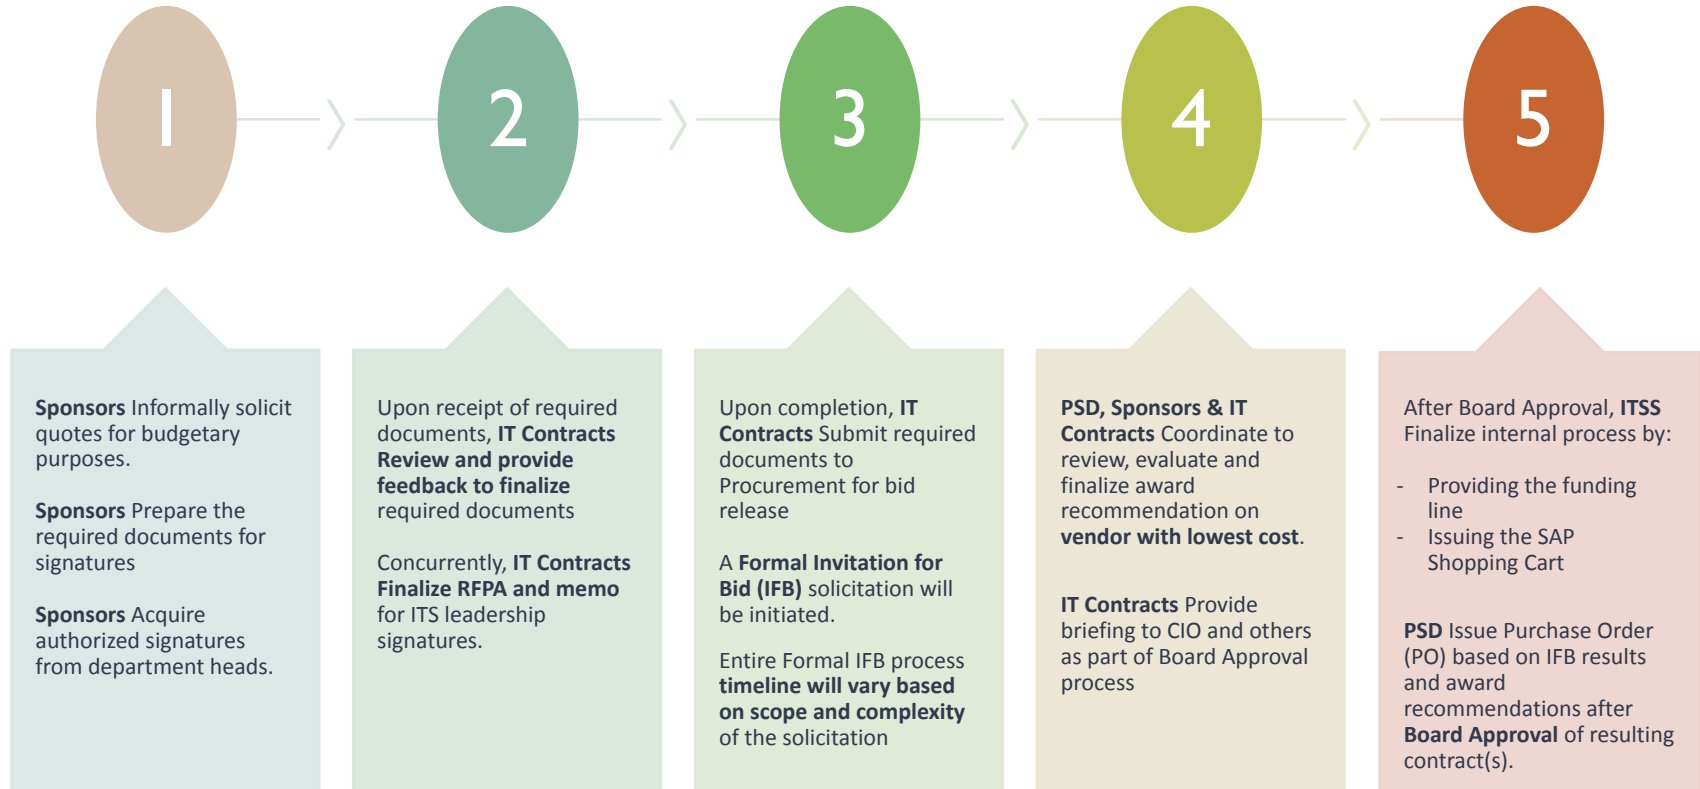 1
2
3
4
5
Sponsors Informally solicit
quotes for budgetary
purposes.
Sponsors Prepare the
required documents for
signatures
Sponsors Acquire
authorized signatures
from department heads.
Upon receipt of required
documents, IT Contracts
Review and provide
feedback to finalize
required documents
Concurrently, IT Contracts
Finalize RFPA and memo
for ITS leadership
signatures.
Upon completion, IT
Contracts Submit required
documents to
Procurement for bid
release
A Formal Invitation for
Bid (IFB) solicitation will
be initiated.
Entire Formal IFB process
timeline will vary based
on scope and complexity
of the solicitation
PSD, Sponsors & IT
Contracts Coordinate to
review, evaluate and
finalize award
recommendation on
vendor with lowest cost.
IT Contracts Provide
briefing to CIO and others
as part of Board Approval
process
After Board Approval, ITSS
Finalize internal process by:
- Providing the funding
line
- Issuing the SAP
Shopping Cart
PSD Issue Purchase Order
(PO) based on IFB results
and award
recommendations after
Board Approval of resulting
contract(s).